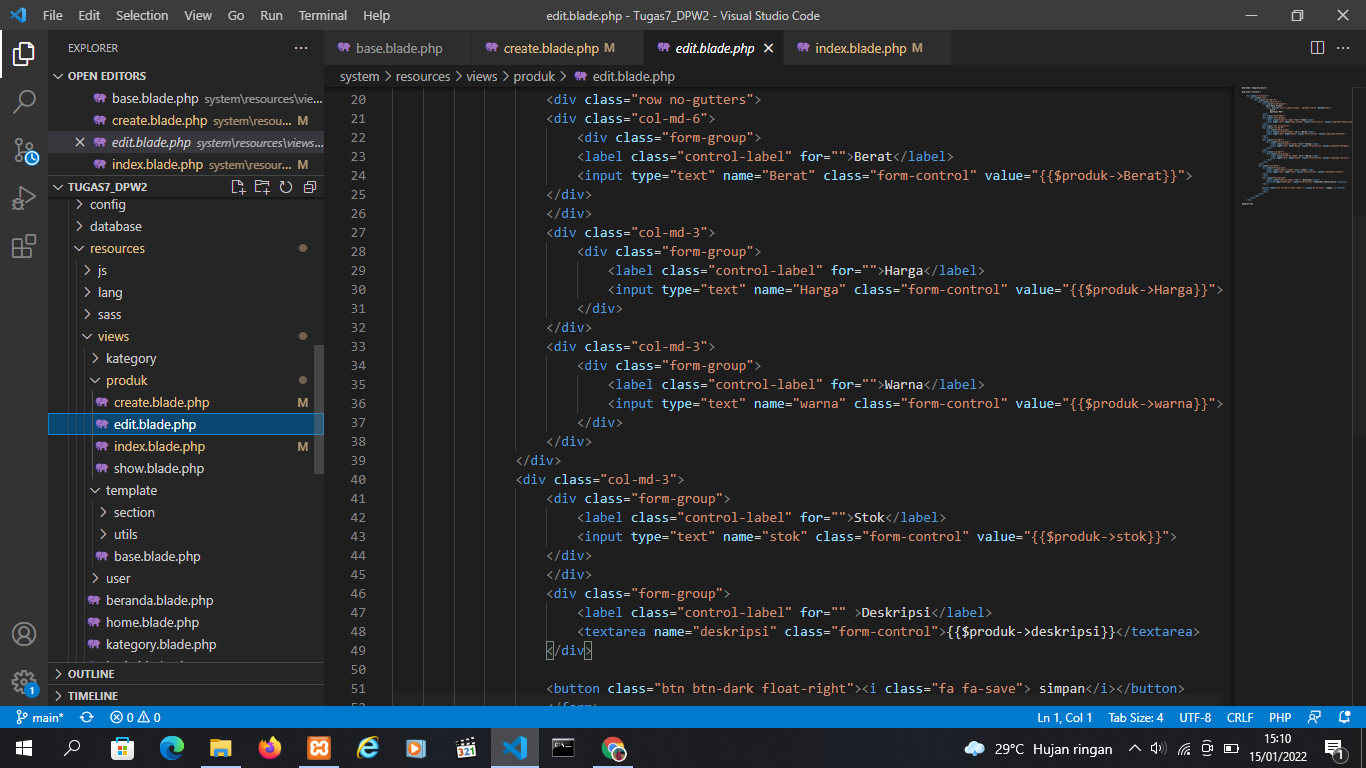 File Edit Selection View Go Run Terminal Help edit.blade.php - Tugas7_DPW2 - Visual Studio Code
EXPLORER
OPEN EDITORS
base.blade.php system\resources\vie...
create.blade.php system\resou... M
edit.blade.php system\resources\views...
index.blade.php system\resour... M
TUGAS7_DPW2
config
database
resources
js
lang
sass
views
kategory
produk
create.blade.php M
edit.blade.php
index.blade.php M
show.blade.php
template
section
utils
base.blade.php
user
beranda.blade.php
home.blade.php
kategory.blade.php
OUTLINE
TIMELINE
base.blade.php create.blade.php M edit.blade.php index.blade.php M
system > resources > views > produk > edit.blade.php
20 <div class="row no-gutters">
21 <div class="col-md-6">
22 <div class="form-group">
23 <label class="control-label" for="">Berat</label>
24 <input type="text" name="Berat" class="form-control" value="{{$produk->Berat}}">
25 </div>
26 </div>
27 <div class="col-md-3">
28 <div class="form-group">
29 <label class="control-label" for="">Harga</label>
30 <input type="text" name="Harga" class="form-control" value="{{$produk->Harga}}">
31 </div>
32 </div>
33 <div class="col-md-3">
34 <div class="form-group">
35 <label class="control-label" for="">Warna</label>
36 <input type="text" name="warna" class="form-control" value="{{$produk->warna}}">
37 </div>
38 </div>
39 </div>
40 <div class="col-md-3">
41 <div class="form-group">
42 <label class="control-label" for="">Stok</label>
43 <input type="text" name="stok" class="form-control" value="{{$produk->stok}}">
44 </div>
45 </div>
46 <div class="form-group">
47 <label class="control-label" for="" >Deskripsi</label>
48 <textarea name="deskripsi" class="form-control">{{$produk->deskripsi}}</textarea>
49 </div>
50
51 <button class="btn btn-dark float-right"><i class="fa fa-save"> simpan</i></button>
52 </form>
main* 0 0 Ln 1, Col 1 Tab Size: 4 UTF-8 CRLF PHP
1
321
29°C Hujan ringan
15:10
15/01/2022
1